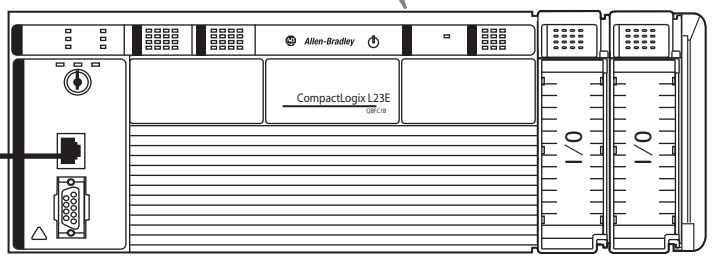 Allen-Bradley
CompactLogix L23E
QBFC1B
I/O
I/O